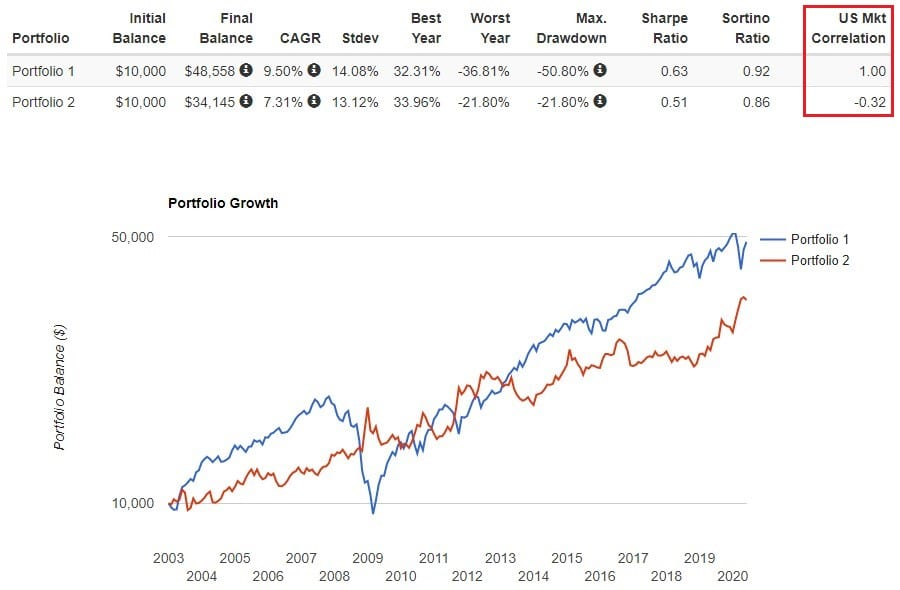 Portfolio Initial Balance Final Balance CAGR Stdev Best Year Worst Year Max. Drawdown Sharpe Ratio Sortino Ratio US Mkt Correlation
Portfolio 1 $10,000 $48,558 9.50% 14.08% 32.31% -36.81% -50.80% 0.63 0.92 1.00
Portfolio 2 $10,000 $34,145 7.31% 13.12% 33.96% -21.80% -21.80% 0.51 0.86 -0.32
Portfolio Growth
50,000
Portfolio 1
Portfolio 2
Portfolio Balance ($)
10,000
2003 2005 2007 2009 2011 2013 2015 2017 2019
2004 2006 2008 2010 2012 2014 2016 2018 2020